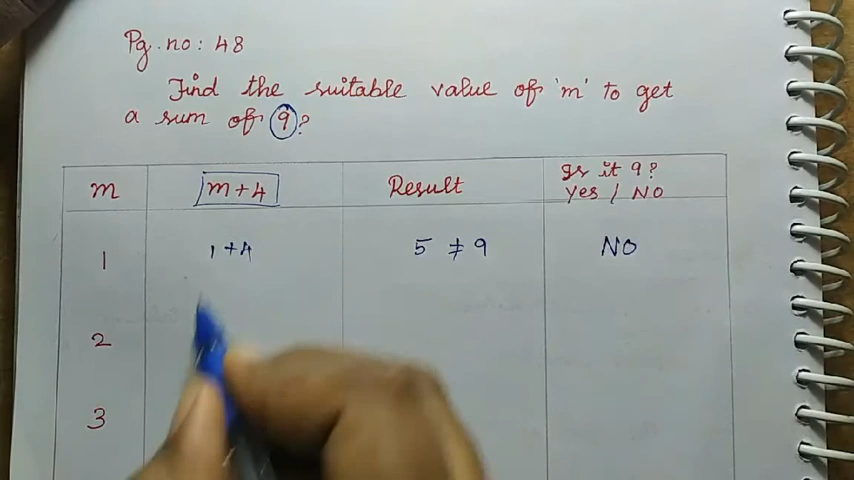 Pg. no: 48
Find the suitable value of 'm' to get
a sum of 9?
m m+4 Result Is it 9?
Yes / NO
1 1+4 5 ≠ 9 NO
2
3